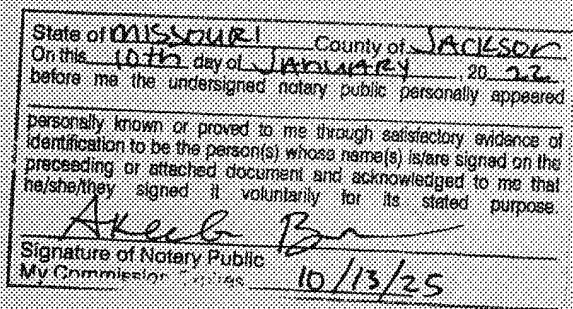 State of MISSOURI County of JACKSON
On this 10th day of JANUARY, 2022
before me the undersigned notary public personally appeared
personally known or proved to me through satisfactory evidence of
identification to be the person(s) whose name(s) is/are signed on the
preceeding or attached document and acknowledged to me that
he/she/they signed it voluntarily for its stated purpose.
Signature of Notary Public
My Commission 10/13/25